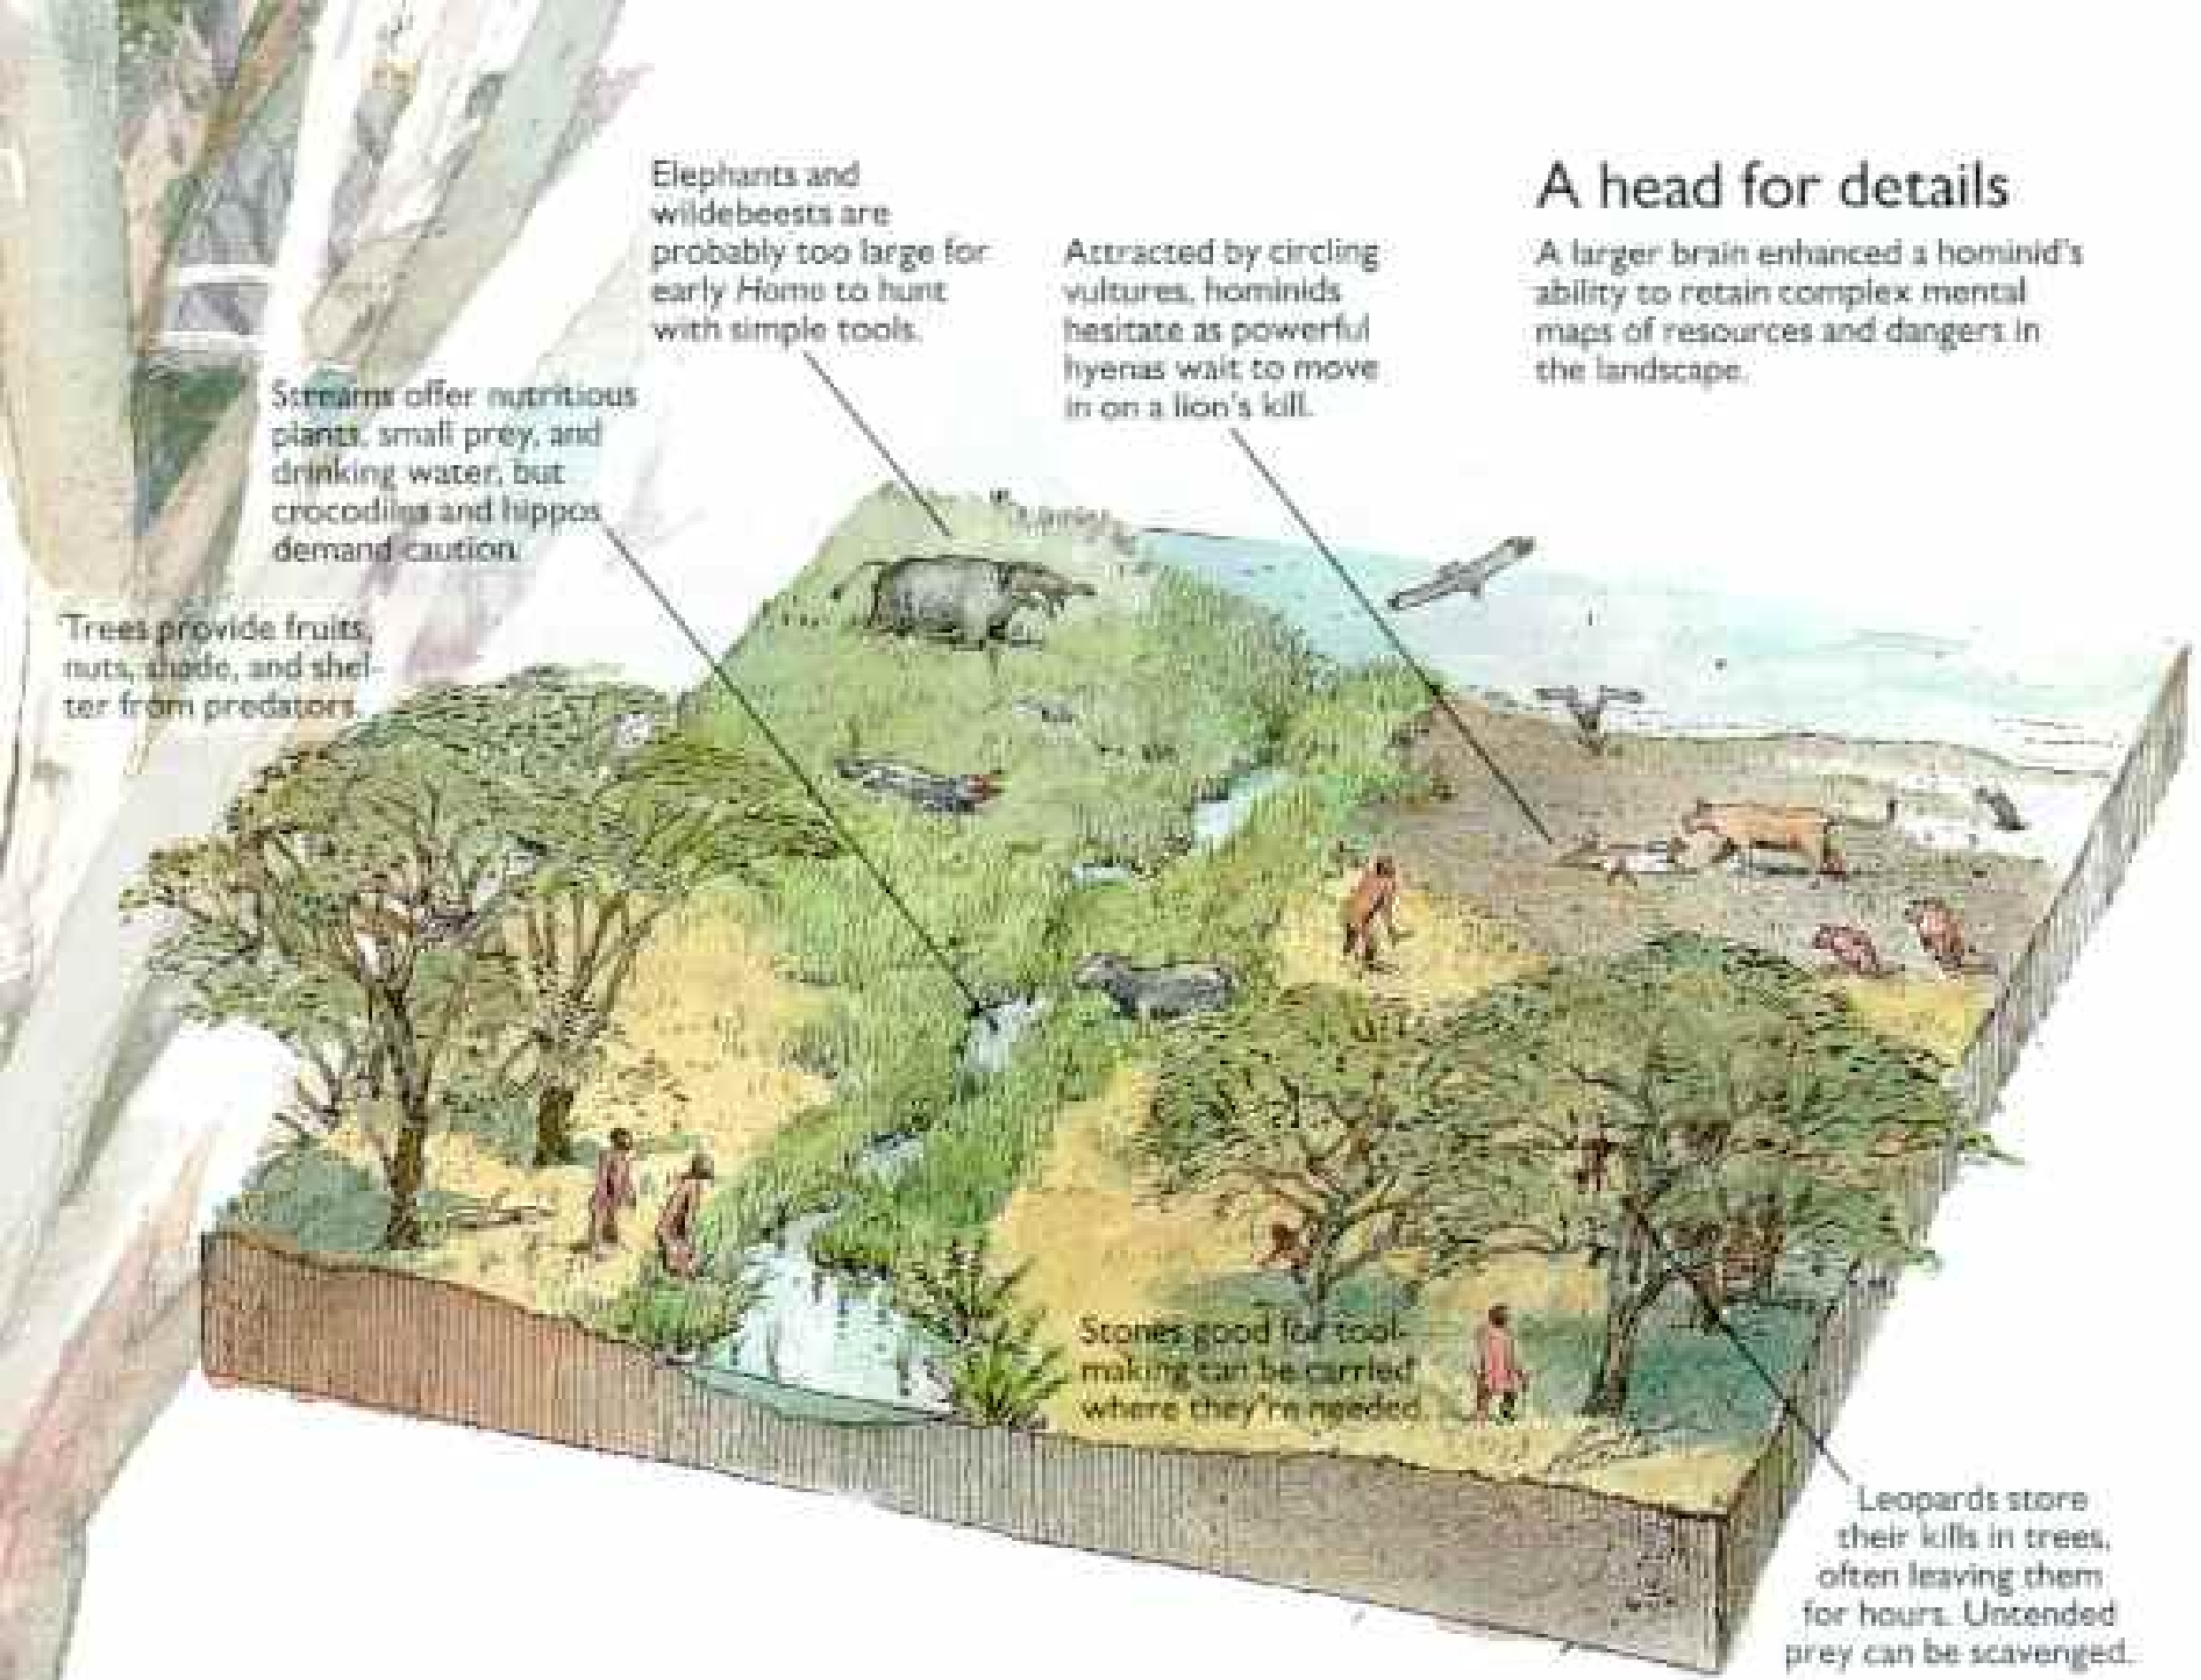 A head for details
A larger brain enhanced a hominid's
ability to retain complex mental
maps of resources and dangers in
the landscape.
Elephants and
wildebeests are
probably too large for
early Homo to hunt
with simple tools.
Attracted by circling
vultures, hominids
hesitate as powerful
hyenas wait to move
in on a lion's kill.
Streams offer nutritious
plants, small prey, and
drinking water, but
crocodiles and hippos
demand caution.
Trees provide fruits,
nuts, shade, and shel-
ter from predators.
Stones good for tool-
making can be carried
where they're needed.
Leopards store
their kills in trees,
often leaving them
for hours. Untended
prey can be scavenged.